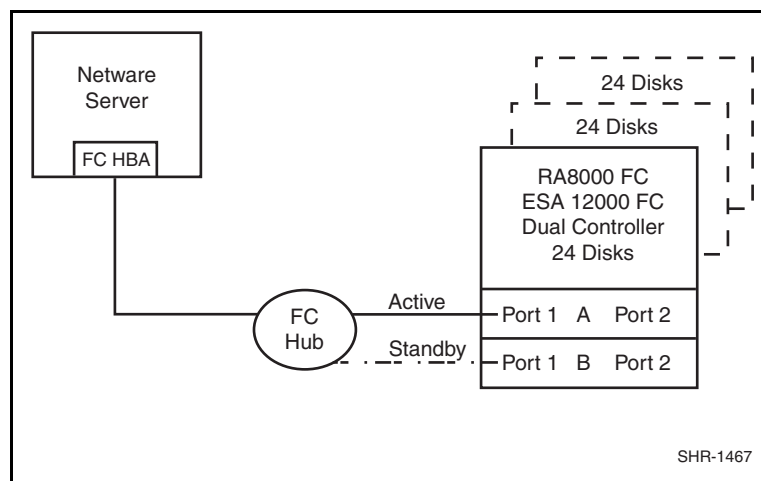 Netware
Server
FC HBA
24 Disks
24 Disks
RA8000 FC
ESA 12000 FC
Dual Controller
24 Disks
FC
Hub
Active
Standby
Port 1 A Port 2
Port 1 B Port 2
SHR-1467